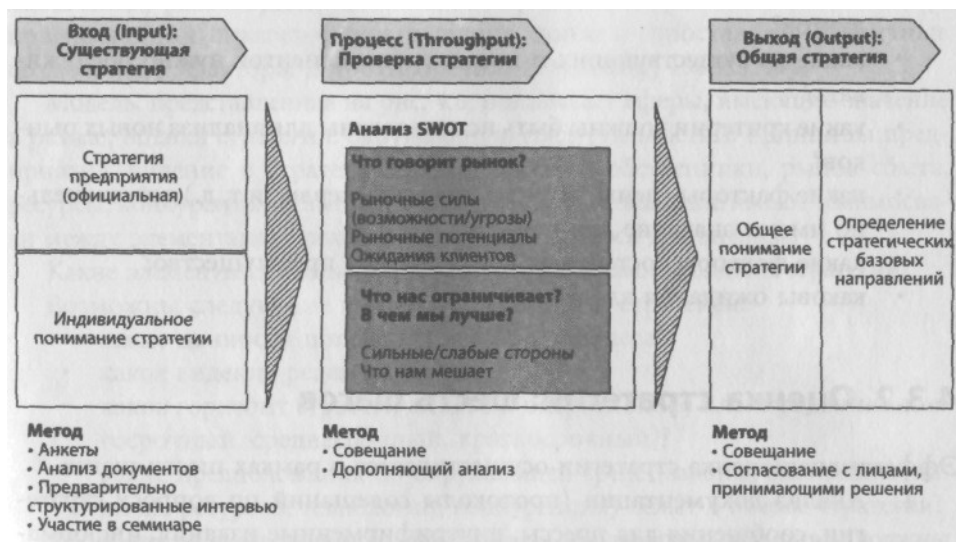 Вход (Input):
Существующая
стратегия
Процесс (Throughput):
Проверка стратегии
Выход (Output):
Общая стратегия
Стратегия
предприятия
(официальная)
Индивидуальное
понимание стратегии
Анализ SWOT
Что говорит рынок?
Рыночные силы
(возможности/угрозы)
Рыночные потенциалы
Ожидания клиентов
Что нас ограничивает?
В чем мы лучше?
Сильные/слабые стороны
Что нам мешает
Общее
понимание
стратегии
Определение
стратегических
базовых
направлений
Метод
• Анкеты
• Анализ документов
• Предварительно
структурированные интервью
• Участие в семинаре
Метод
• Совещание
• Дополняющий анализ
Метод
• Совещание
• Согласование позиции,
принятие общего решения